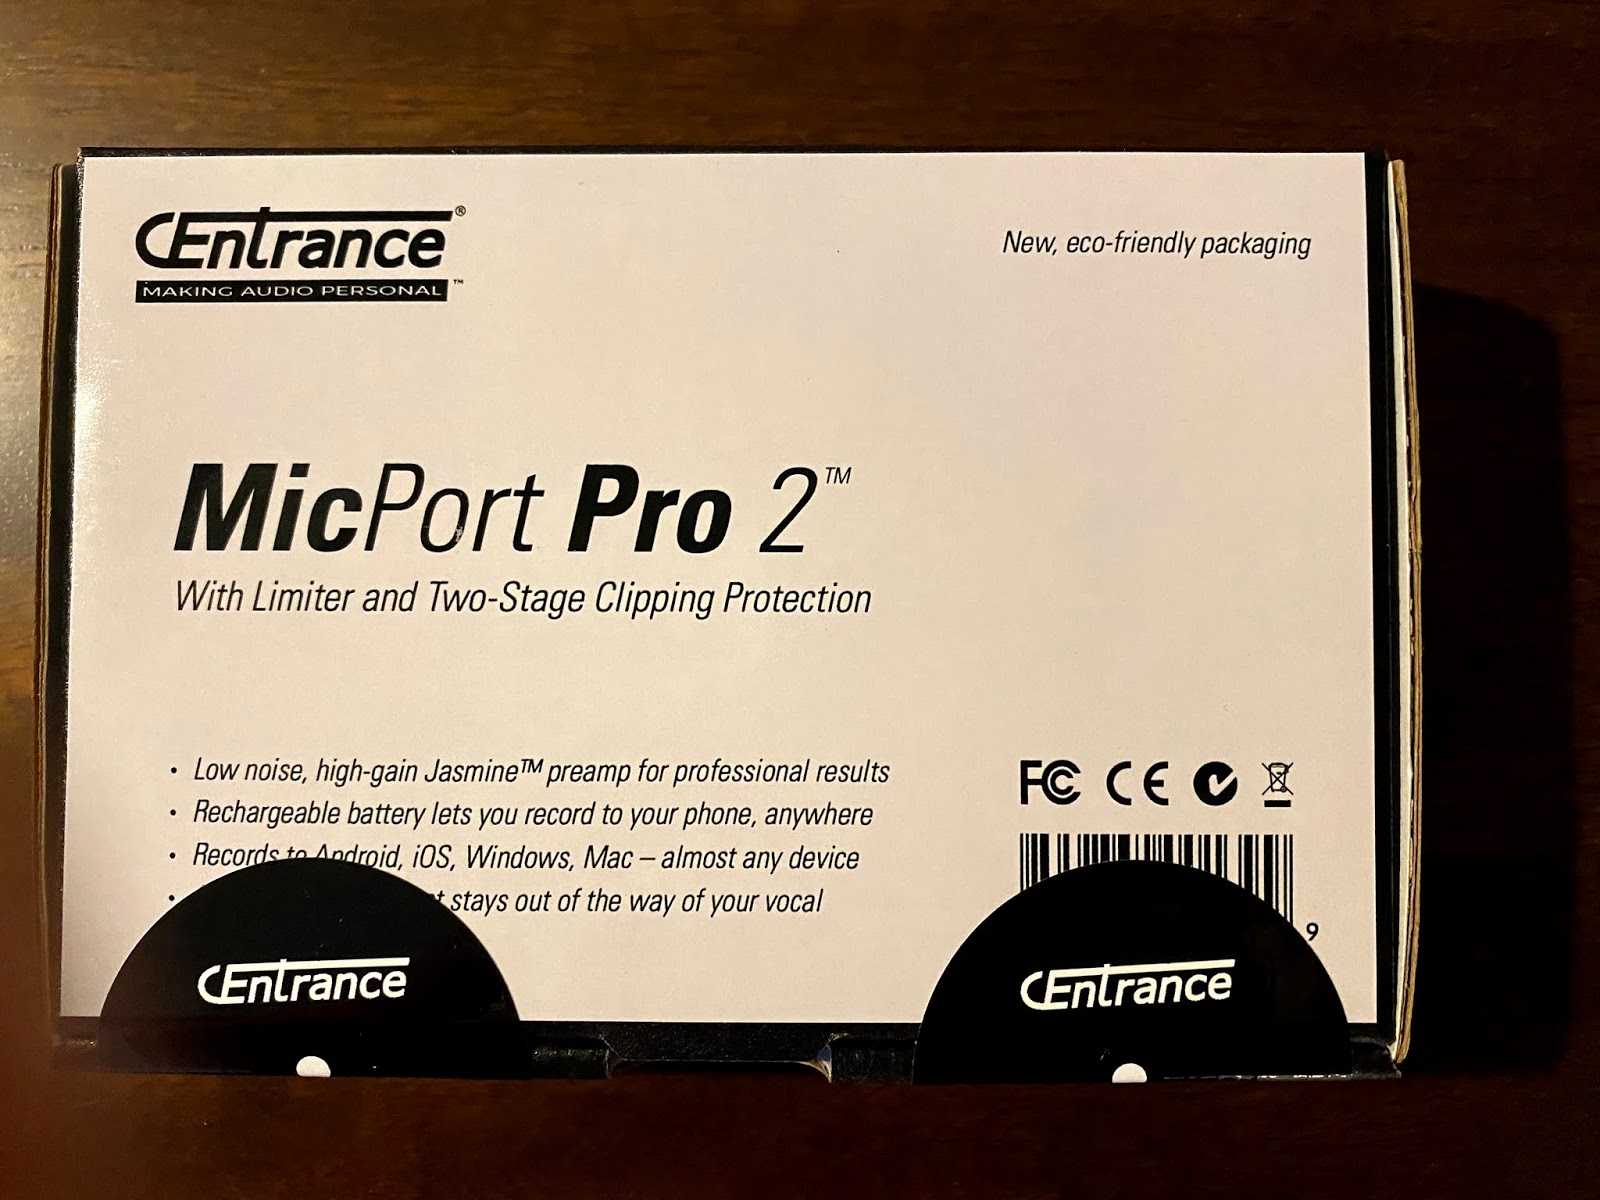 CEntrance®
MAKING AUDIO PERSONAL™
New, eco-friendly packaging
MicPort Pro 2™
With Limiter and Two-Stage Clipping Protection
• Low noise, high-gain Jasmine™ preamp for professional results
• Rechargeable battery lets you record to your phone, anywhere
• Records to Android, iOS, Windows, Mac – almost any device
• stays out of the way of your vocal
FC CE
9
CEntrance
CEntrance